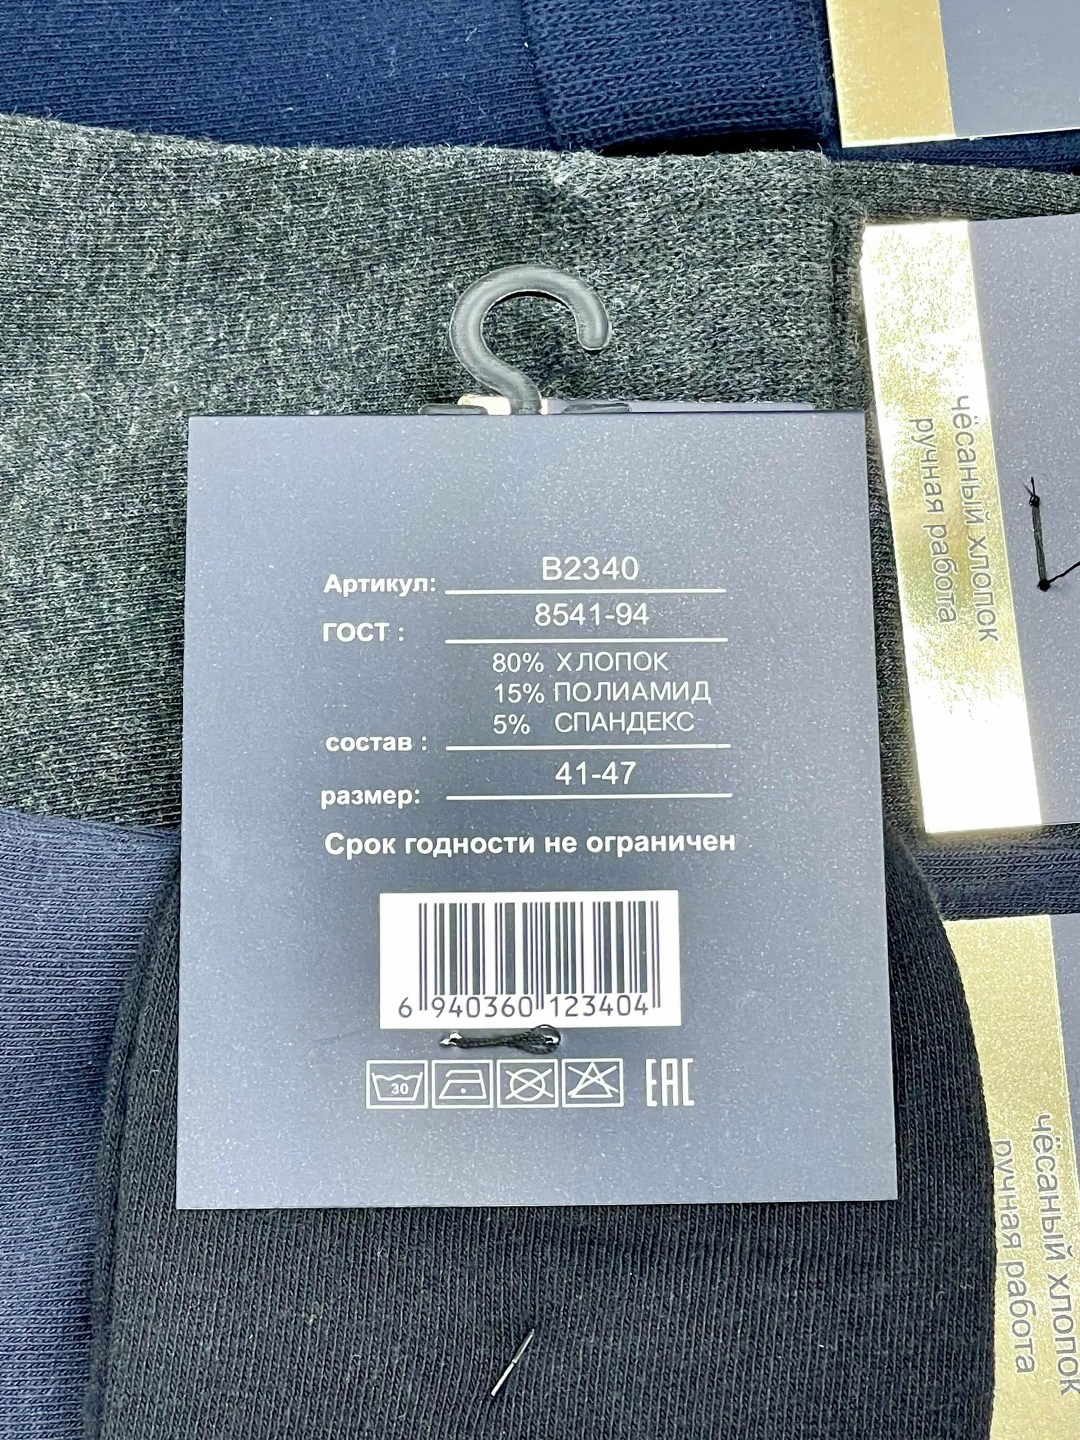 Артикул: B2340
ГОСТ : 8541-94
80% ХЛОПОК
15% ПОЛИАМИД
5% СПАНДЕКС
состав :
размер: 41-47
Срок годности не ограничен
6 940360 123404
30
EAC
чёсаный хлопок
ручная работа
чёсаный хлопок
ручная работа